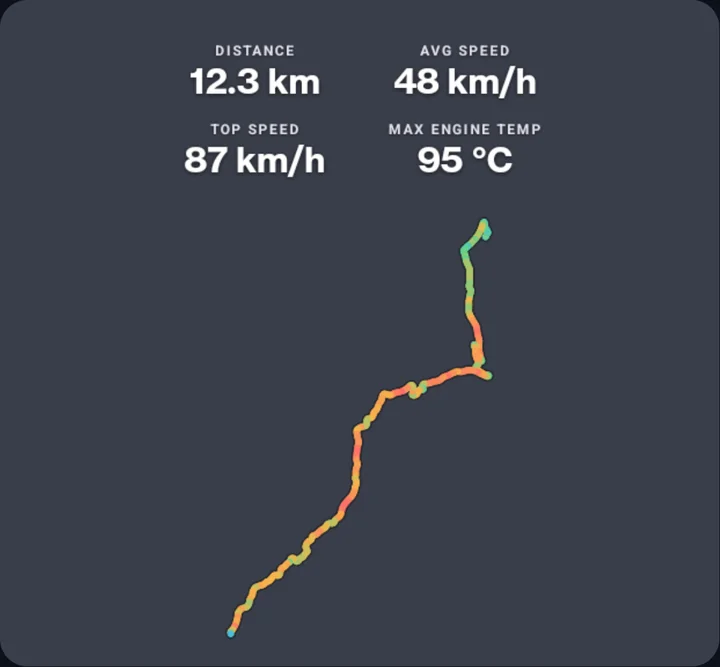 DISTANCE
12.3 km
AVG SPEED
48 km/h
TOP SPEED
87 km/h
MAX ENGINE TEMP
95 °C